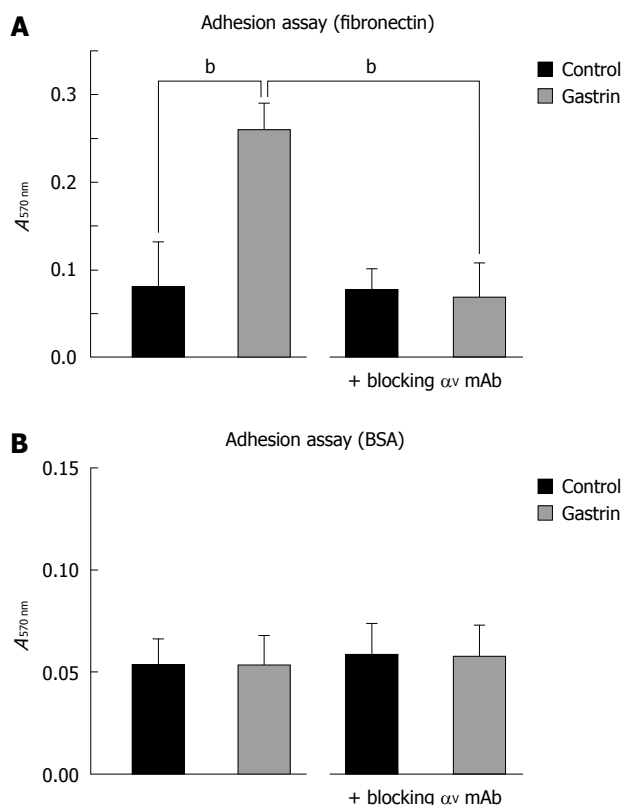 A
Adhesion assay (fibronectin)
b b
Control
Gastrin
0.3
0.2
0.1
0.0
A570 nm
+ blocking αv mAb
B
Adhesion assay (BSA)
Control
Gastrin
0.15
0.10
0.05
0.00
A570 nm
+ blocking αv mAb